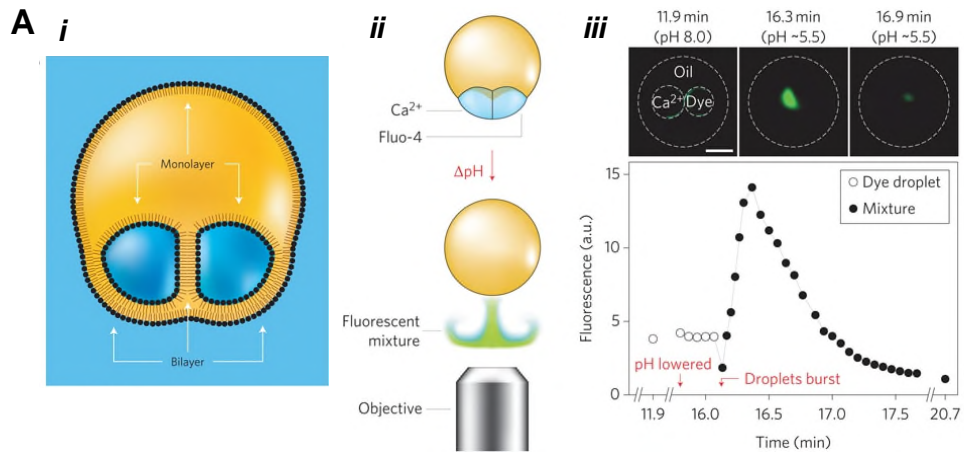 A
i
Monolayer
Bilayer
ii
Ca²⁺
Fluo-4
ΔpH
Fluorescent
mixture
Objective
iii
11.9 min
(pH 8.0)
16.3 min
(pH ~5.5)
16.9 min
(pH ~5.5)
Oil
Ca²⁺ Dye
15
10
5
0
Fluorescence (a.u.)
Dye droplet
Mixture
pH lowered
Droplets burst
11.9 16.0 16.5 17.0 17.5 20.7
Time (min)